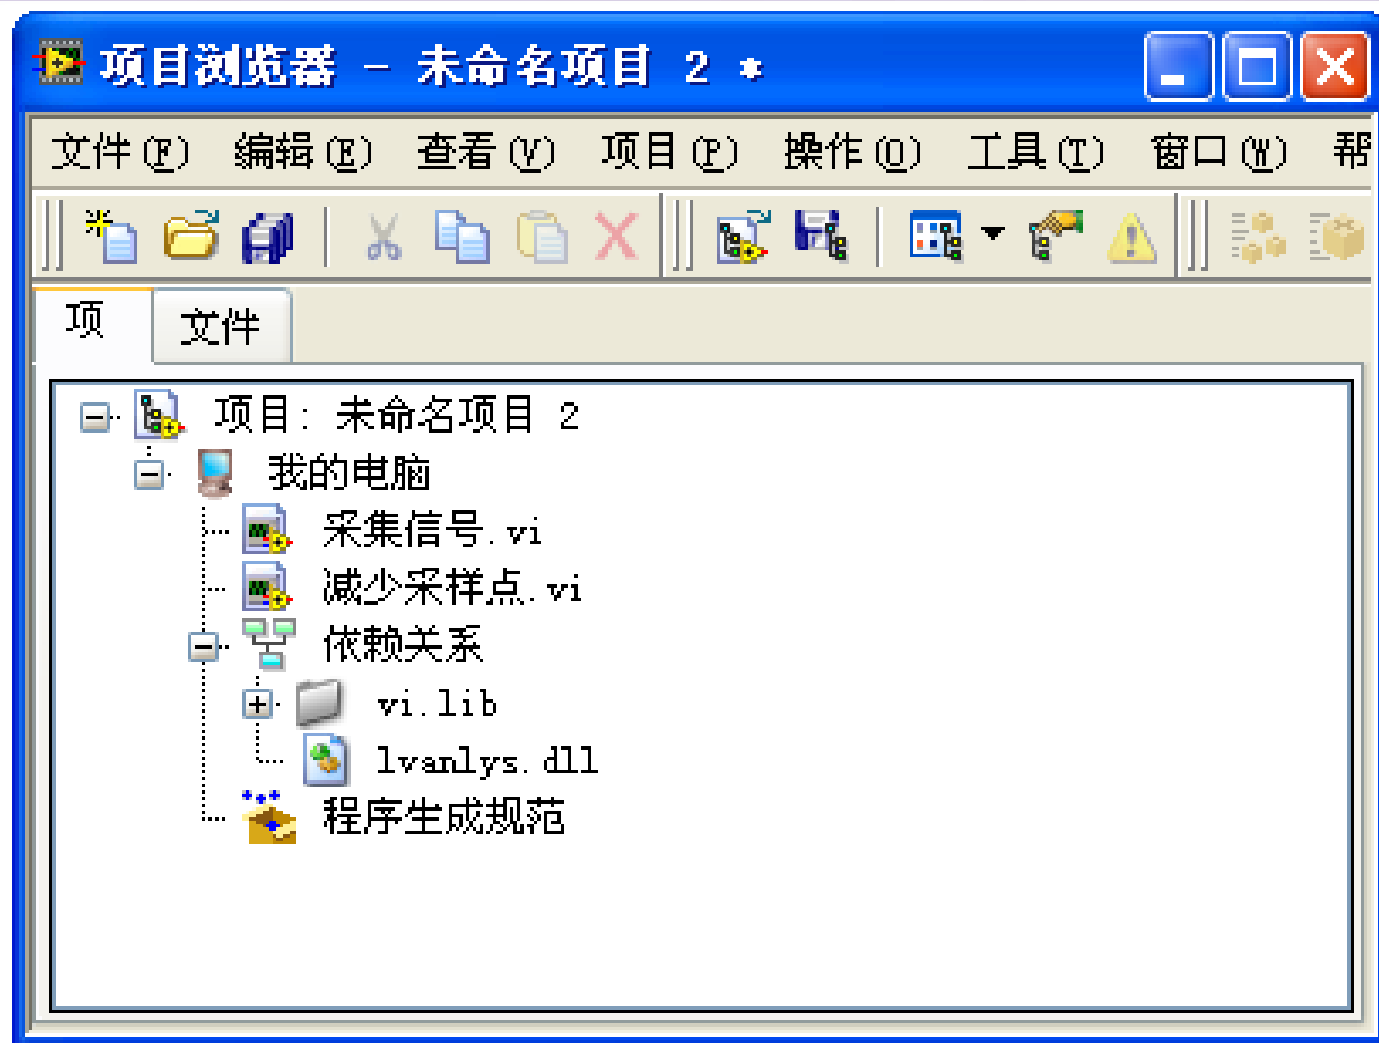 项目浏览器 - 未命名项目 2 *
文件(F) 编辑(E) 查看(V) 项目(P) 操作(O) 工具(T) 窗口(W) 帮
项 文件
项目: 未命名项目 2
我的电脑
采集信号.vi
减少采样点.vi
依赖关系
vi.lib
lvanlys.dll
程序生成规范